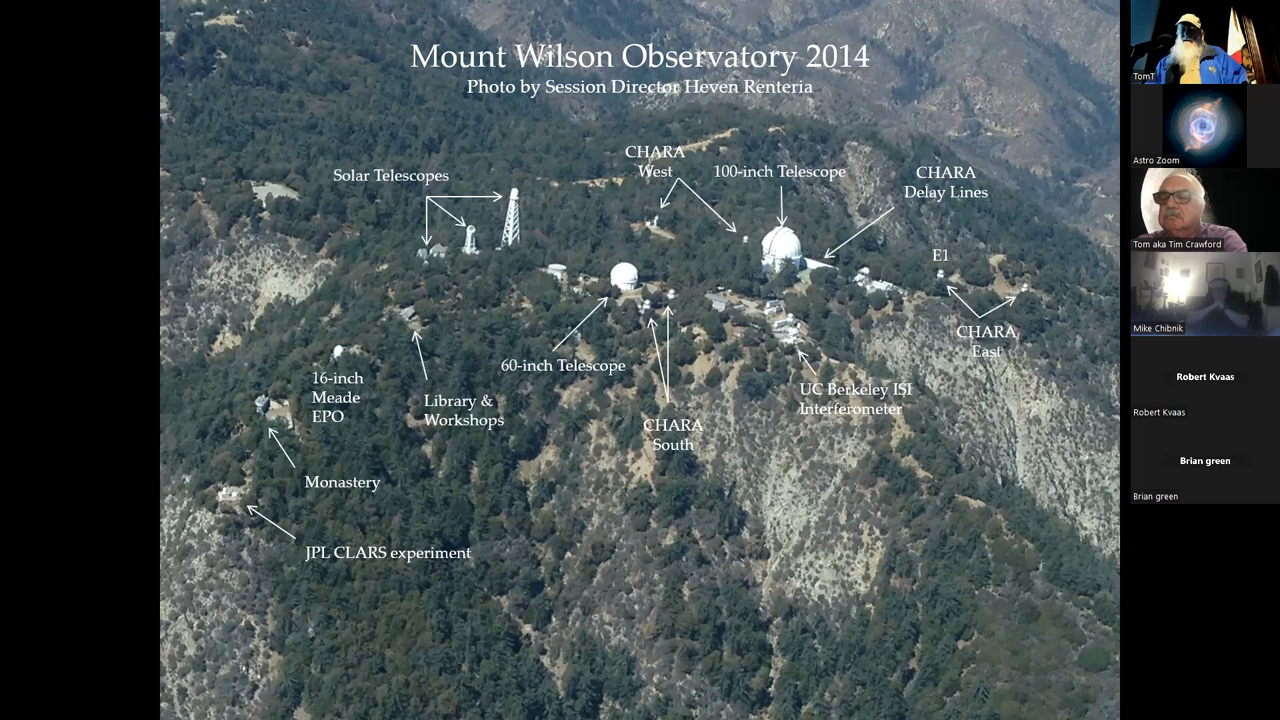 Mount Wilson Observatory 2014
Photo by Session Director Heven Renteria
Solar Telescopes
CHARA
West
100-inch Telescope
CHARA
Delay Lines
E1
CHARA
East
60-inch Telescope
16-inch
Meade
EPO
Library &
Workshops
CHARA
South
UC Berkeley ISI
Interferometer
Monastery
JPL CLARS experiment
TomT
Astro Zoom
Tom aka Tim Crawford
Mike Chibnik
Robert Kvaas
Robert Kvaas
Brian green
Brian green